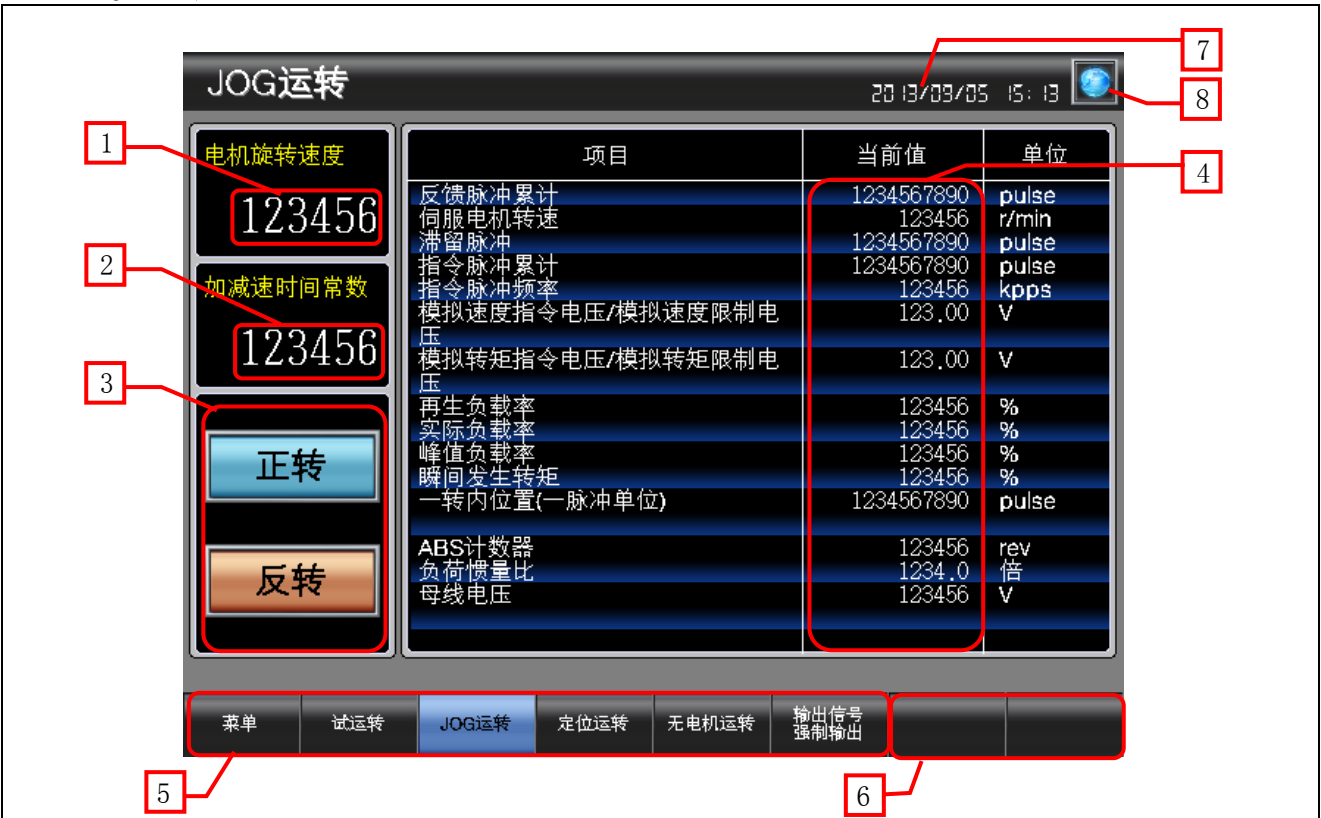 7
JOG运转
2013/09/05 15:13
8
1
电机旋转速度
123456
项目 当前值 单位
4
反馈脉冲累计 1234567890 pulse
伺服电机转速 123456 r/min
滞留脉冲 1234567890 pulse
指令脉冲累计 1234567890 pulse
指令脉冲频率 123456 kpps
模拟速度指令电压/模拟速度限制电 123.00 V
压
模拟转矩指令电压/模拟转矩限制电 123.00 V
压
再生负载率 123456 %
实际负载率 123456 %
峰值负载率 123456 %
瞬间发生转矩 123456 %
一转内位置(一脉冲单位) 1234567890 pulse
ABS计数器 123456 rev
负荷惯量比 1234.0 倍
母线电压 123456 V
2
加减速时间常数
123456
3
正转
反转
菜单 试运转 JOG运转 定位运转 无电机运转 输出信号
强制输出
5
6